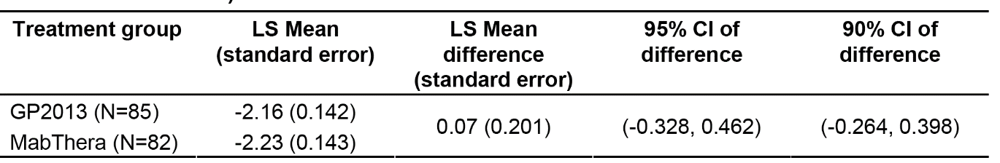 Treatment group LS Mean (standard error) LS Mean difference (standard error) 95% CI of difference 90% CI of difference
GP2013 (N=85) -2.16 (0.142) 0.07 (0.201) (-0.328, 0.462) (-0.264, 0.398)
MabThera (N=82) -2.23 (0.143)